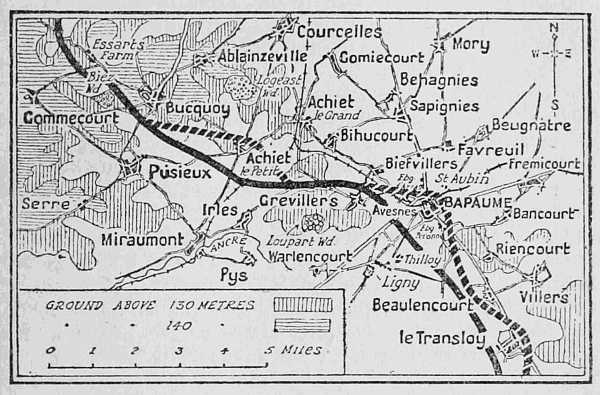 COURCELLES
N
Essarts
Farm
Ablainzeville
Gomiecourt
Mory
W E
Biez
Wd
Logeast
Wd
Behagnies
S
Gommecourt
Bucquoy
Achiet
le Grand
Sapignies
Beugnatre
Bihucourt
Favreuil
Pusieux
Achiet
le Petit
Biefvillers
Fremicourt
Fbg
St Aubin
Serre
Irles
Grevillers
Avesnes
BAPAUME
Bancourt
Miraumont
ANCRE
Loupart Wd.
Fbg
Peronne
Riencourt
Pys
Warlencourt
Thilloy
Ligny
Villers
GROUND ABOVE 130 METRES
" " 140 "
Beaulencourt
le Transloy
0 1 2 3 4 5 MILES